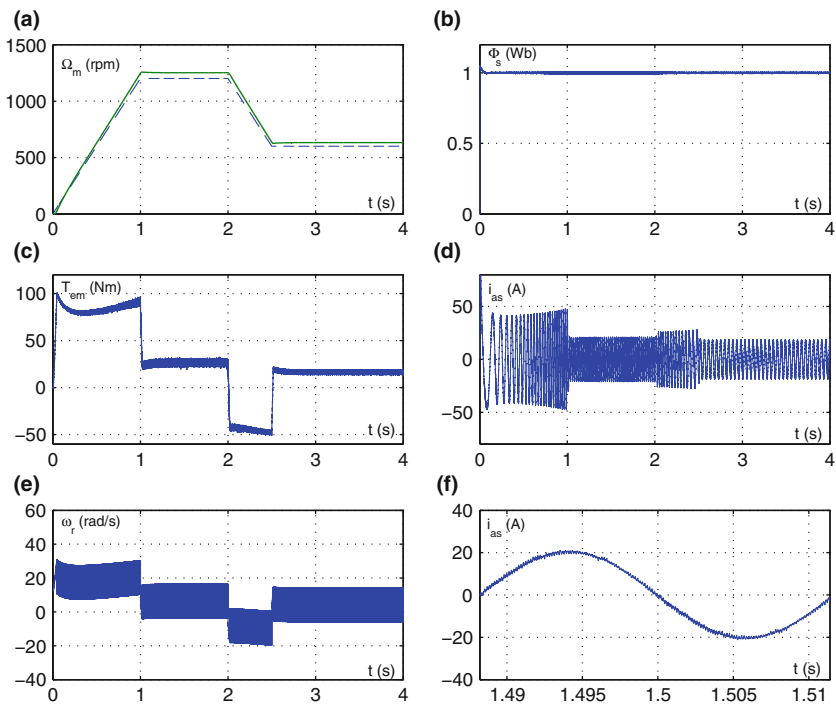 (a)
1500
Ω_m (rpm)
1000
500
0
t (s)
0 1 2 3 4
(b)
Φ_s (Wb)
1
0.5
0
t (s)
0 1 2 3 4
(c)
T_em (Nm)
100
50
0
−50
t (s)
0 1 2 3 4
(d)
i_as (A)
50
0
−50
t (s)
0 1 2 3 4
(e)
60
ω_r (rad/s)
40
20
0
−20
−40
t (s)
0 1 2 3 4
(f)
40
i_as (A)
20
0
−20
−40
t (s)
1.49 1.495 1.5 1.505 1.51